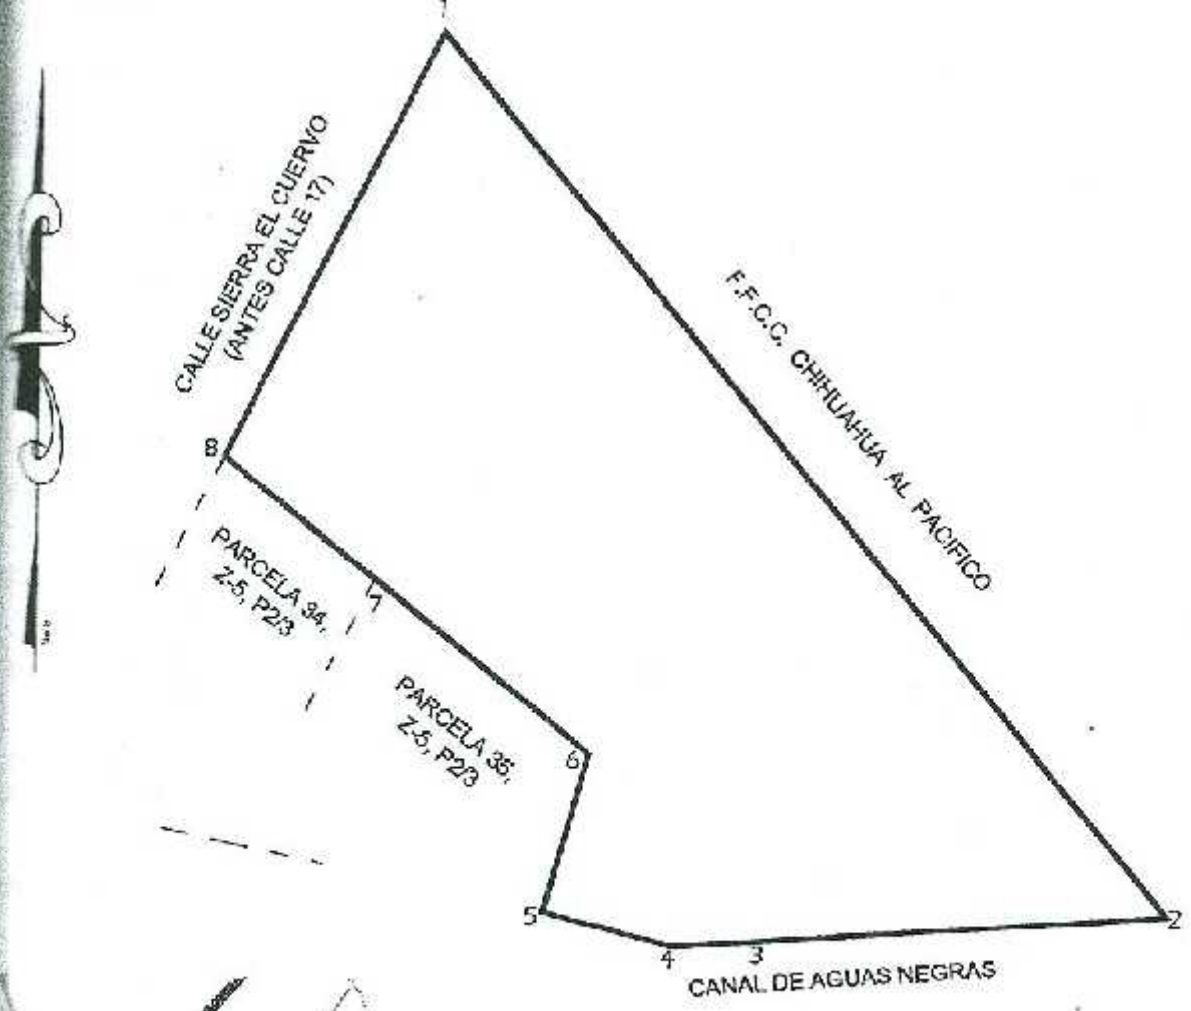 CALLE SIERRA EL CUERVO
(ANTES CALLE 17)
F.F.C.C. CHIHUAHUA AL PACIFICO
8
PARCELA 34,
Z-5, P2/3
7
PARCELA 35,
Z-5, P2/3
6
5
4
3
2
CANAL DE AGUAS NEGRAS